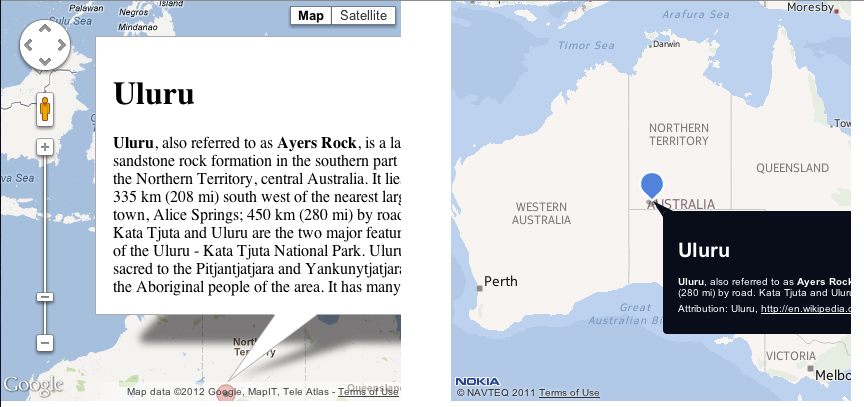 Palawan
Negros
Island
Sulu Sea
Mindanao
Map
Satellite
Uluru
Uluru, also referred to as Ayers Rock, is a la
sandstone rock formation in the southern part
the Northern Territory, central Australia. It lie
335 km (208 mi) south west of the nearest larg
town, Alice Springs; 450 km (280 mi) by road
Kata Tjuta and Uluru are the two major featur
of the Uluru - Kata Tjuta National Park. Uluru
sacred to the Pitjantjatjara and Yankunytjatjara
the Aboriginal people of the area. It has many
va Sea
Queensland
Google
Map data ©2012 Google, MapIT, Tele Atlas - Terms of Use
Arafura Sea
Moresby
Timor Sea
Darwin
NORTHERN
TERRITORY
Tow
QUEENSLAND
WESTERN
AUSTRALIA
AUSTRALIA
Uluru
Perth
Uluru, also referred to as Ayers Rock
(280 mi) by road. Kata Tjuta and Ulur
Attribution: Uluru, http://en.wikipedia.o
Great
Australian Bi
VICTORIA
Melbo
NOKIA
© NAVTEQ 2011 Terms of Use